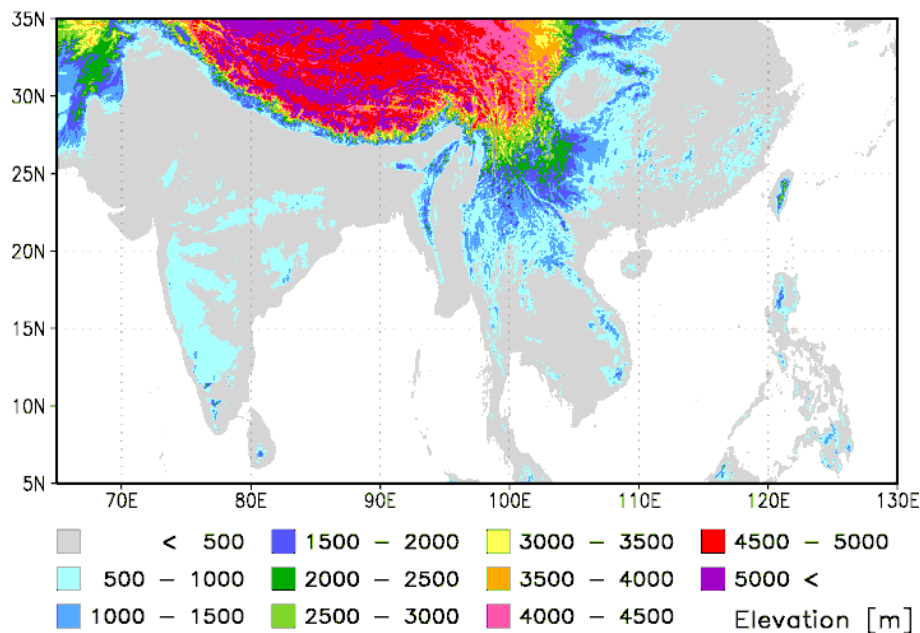 35N
30N
25N
20N
15N
10N
5N
70E 80E 90E 100E 110E 120E 130E
< 500 1500 – 2000 3000 – 3500 4500 – 5000
500 – 1000 2000 – 2500 3500 – 4000 5000 <
1000 – 1500 2500 – 3000 4000 – 4500 Elevation [m]